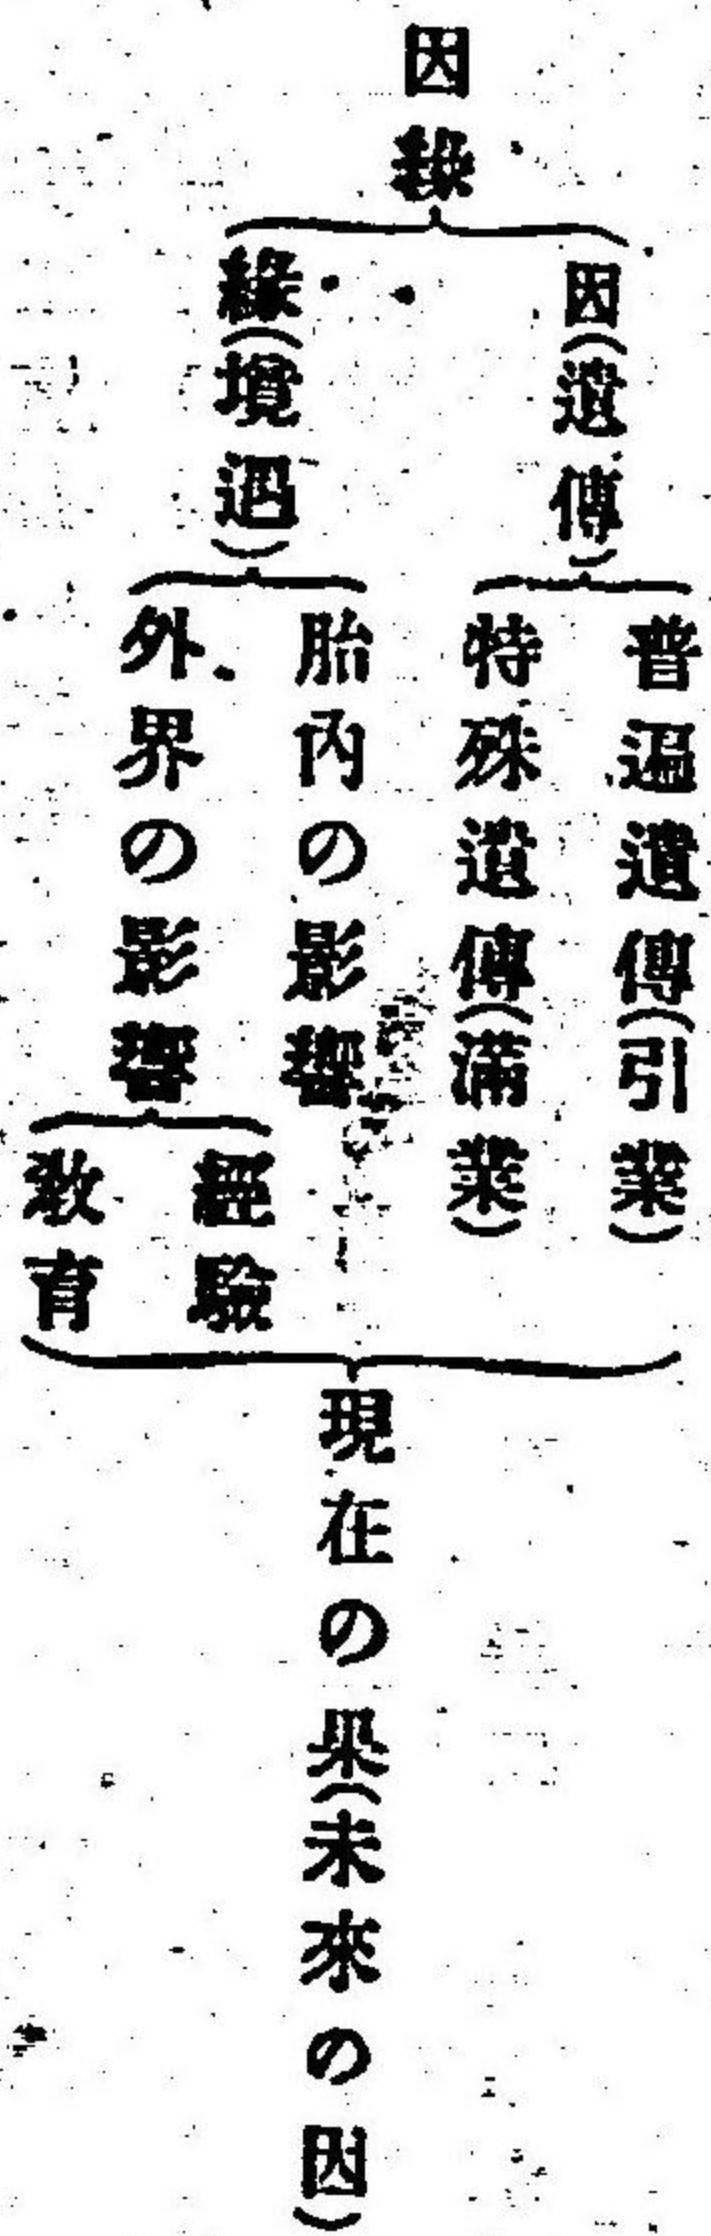 因緣
因(遺傳)
普遍遺傳(引業)
特殊遺傳(滿業)
緣(境遇)
胎內の影響
外界の影響
經驗
敎育
現在の果(未來の因)